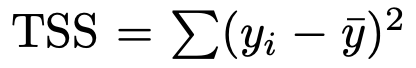 TSS = ∑(yᵢ − ȳ)²